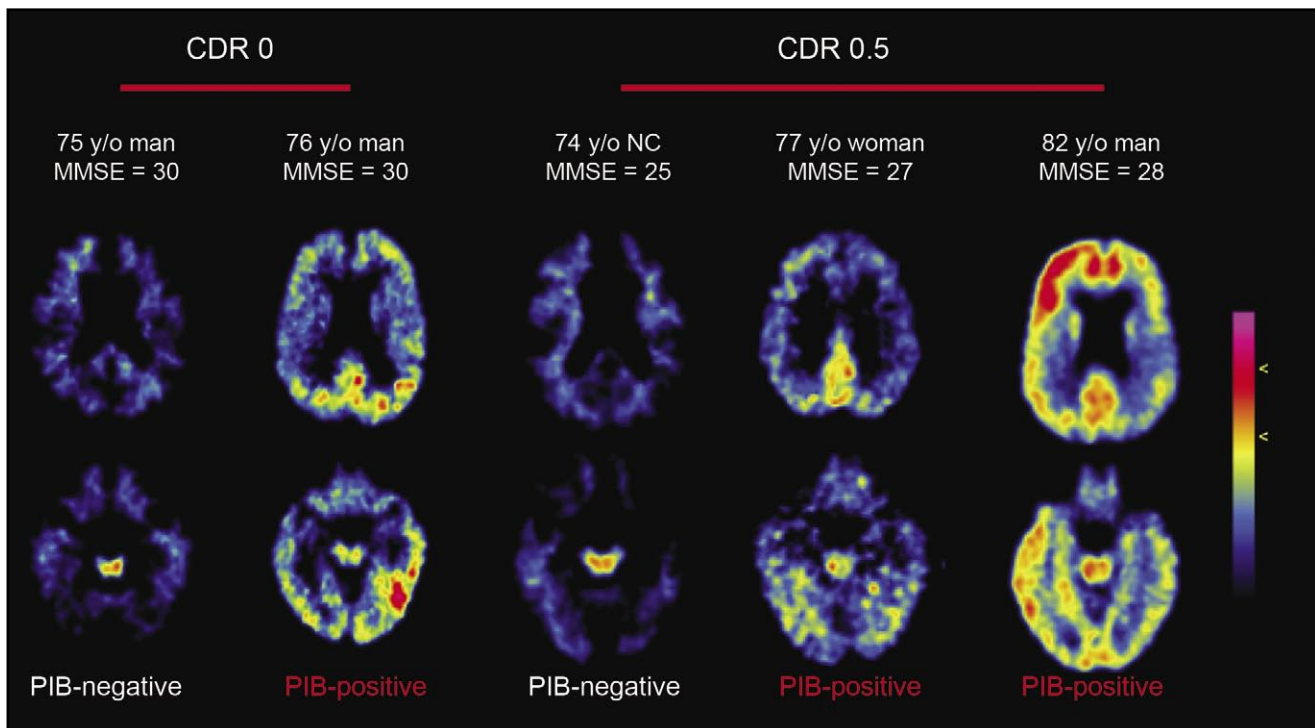 CDR 0
CDR 0.5
75 y/o man
MMSE = 30
76 y/o man
MMSE = 30
74 y/o NC
MMSE = 25
77 y/o woman
MMSE = 27
82 y/o man
MMSE = 28
<
<
PIB-negative
PIB-positive
PIB-negative
PIB-positive
PIB-positive